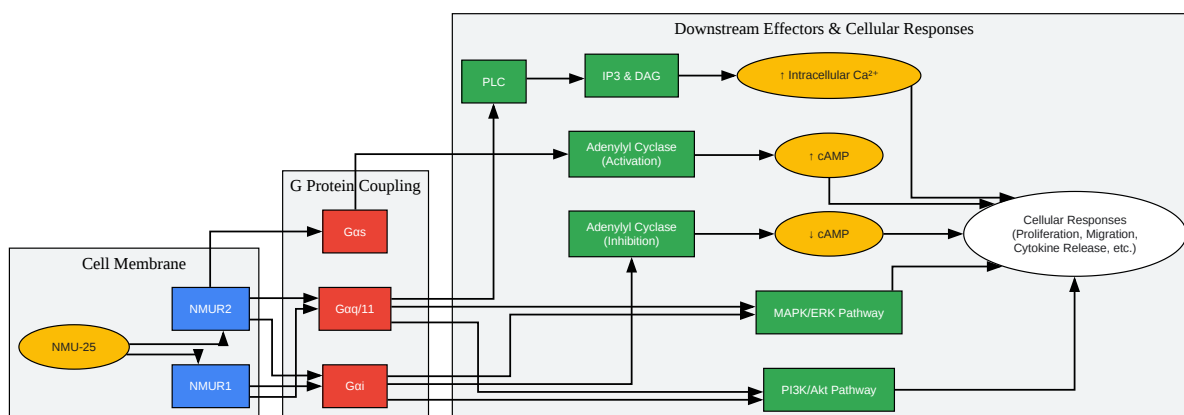 Downstream Effectors & Cellular Responses
PLC
IP3 & DAG
↑ Intracellular Ca²⁺
Adenylyl Cyclase
(Activation)
↑ cAMP
G Protein Coupling
Gαs
Adenylyl Cyclase
(Inhibition)
↓ cAMP
Cellular Responses
(Proliferation, Migration,
Cytokine Release, etc.)
Cell Membrane
NMUR2
Gαq/11
MAPK/ERK Pathway
NMU-25
NMUR1
Gαi
PI3K/Akt Pathway